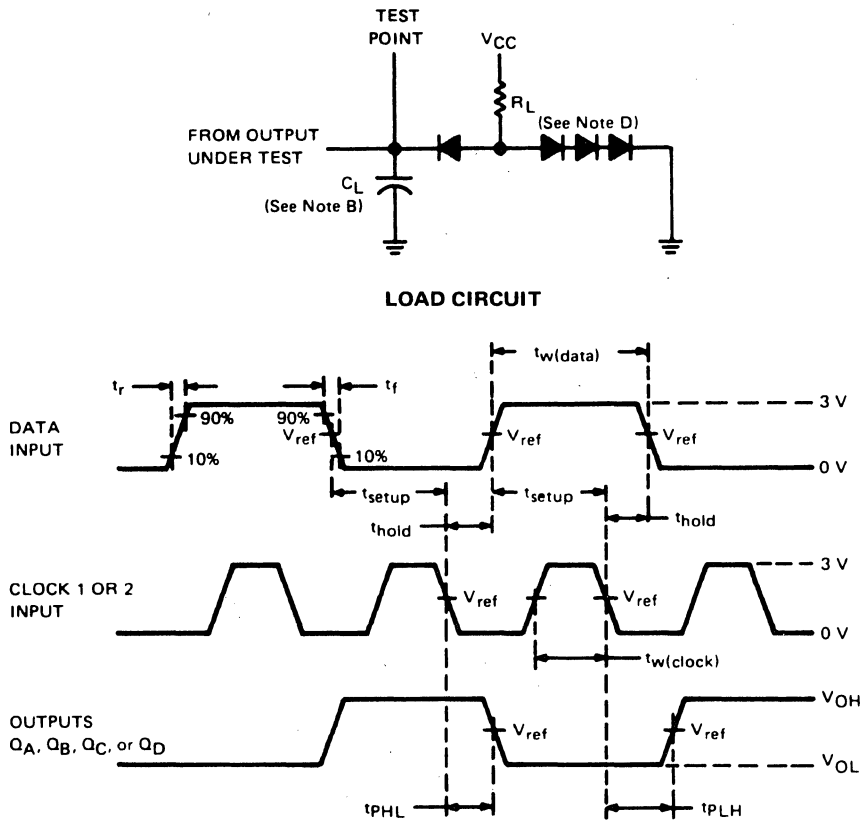 TEST
POINT
VCC
RL
(See Note D)
FROM OUTPUT
UNDER TEST
CL
(See Note B)
LOAD CIRCUIT
tw(data)
tr
tf
3 V
DATA
INPUT
90%
90%
Vref
Vref
Vref
10%
10%
0 V
tsetup
tsetup
thold
thold
3 V
CLOCK 1 OR 2
INPUT
Vref
Vref
0 V
tw(clock)
VOH
OUTPUTS
QA, QB, QC, or QD
Vref
Vref
VOL
tPHL
tPLH